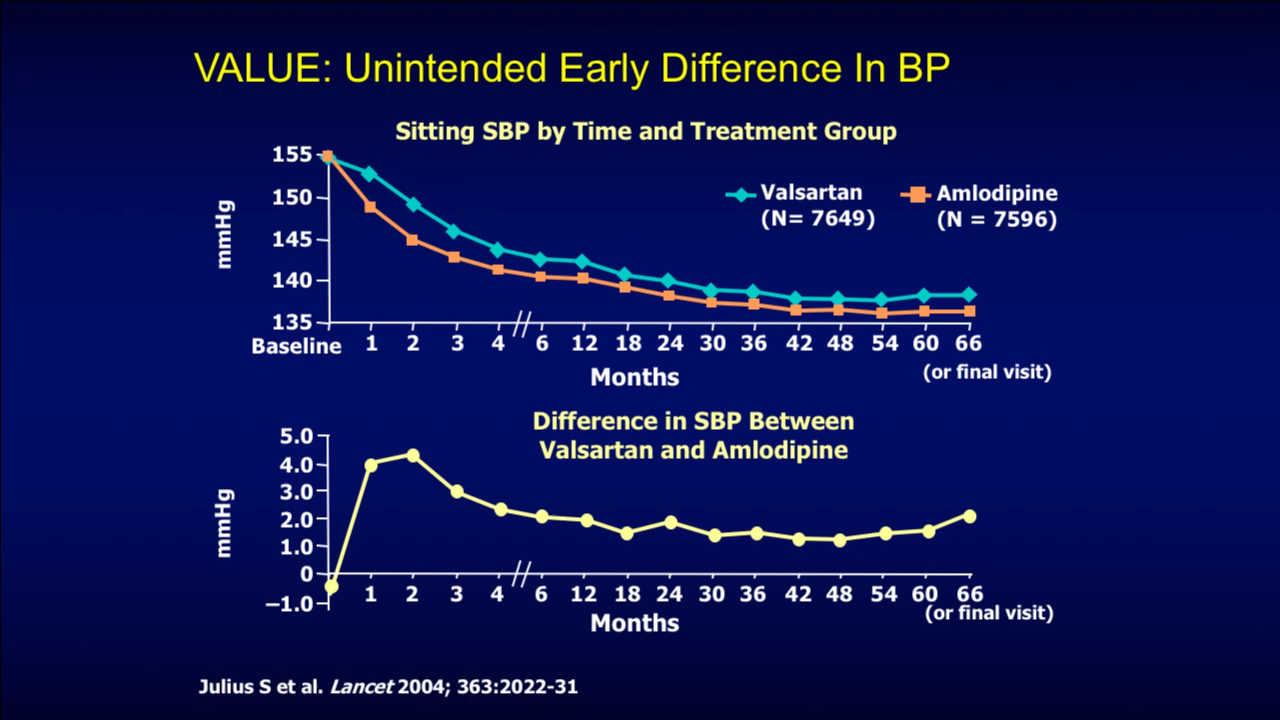 VALUE: Unintended Early Difference In BP
Sitting SBP by Time and Treatment Group
155
150
145
140
135
mmHg
Valsartan
(N= 7649)
Amlodipine
(N = 7596)
Baseline 1 2 3 4 6 12 18 24 30 36 42 48 54 60 66
(or final visit)
Months
Difference in SBP Between
Valsartan and Amlodipine
5.0
4.0
3.0
2.0
1.0
0
–1.0
mmHg
1 2 3 4 6 12 18 24 30 36 42 48 54 60 66
(or final visit)
Months
Julius S et al. Lancet 2004; 363:2022-31